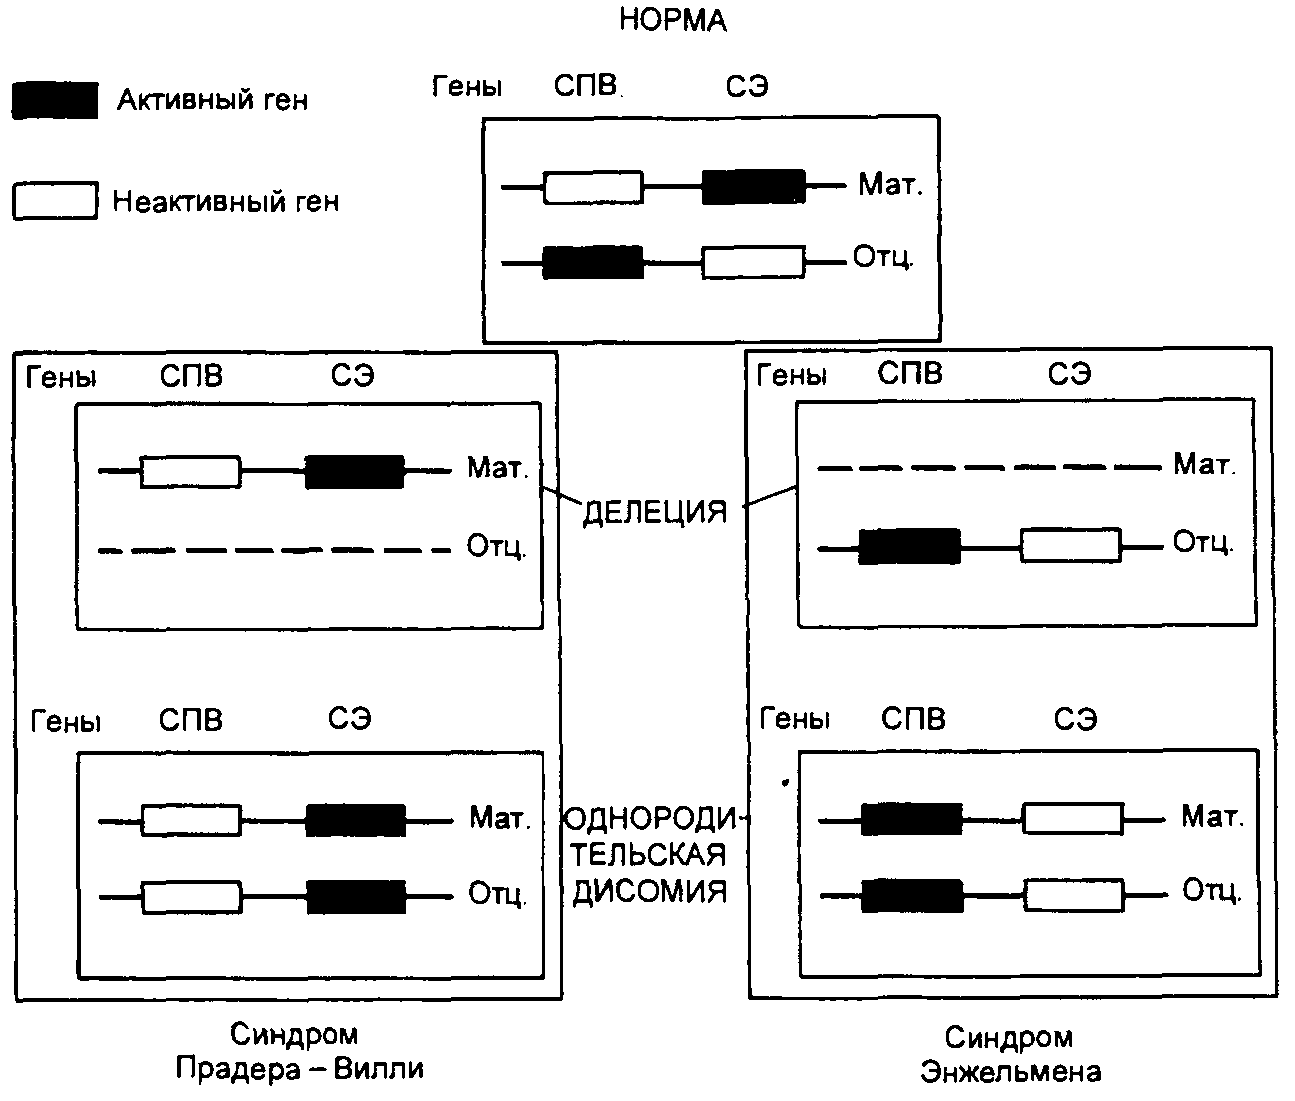 НОРМА
Активный ген
Неактивный ген
Гены СПВ СЭ
Мат.
Отц.
Гены СПВ СЭ
Мат.
Отц.
ДЕЛЕЦИЯ
Гены СПВ СЭ
Мат.
Отц.
Гены СПВ СЭ
Мат.
Отц.
ОДНОРОДИ-
ТЕЛЬСКАЯ
ДИСОМИЯ
Гены СПВ СЭ
Мат.
Отц.
Синдром
Прадера – Вилли
Синдром
Энжельмена